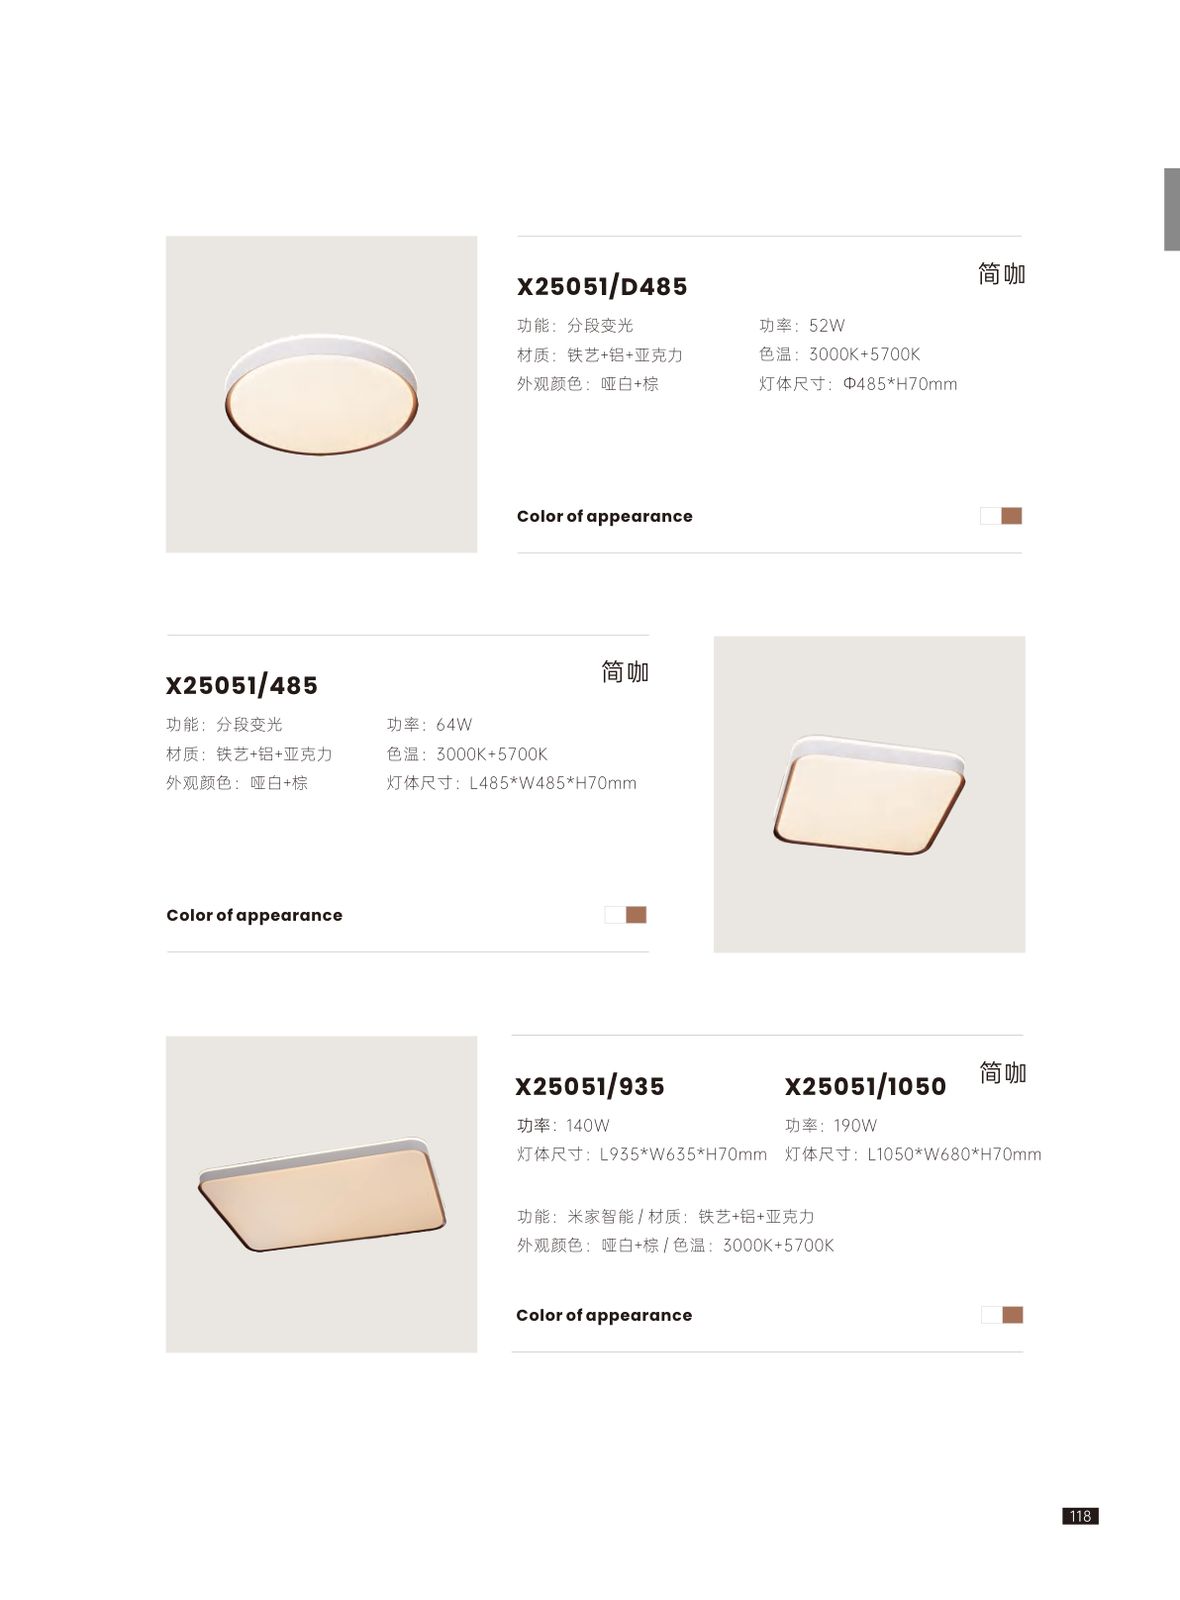 简咖
X25051/D485
功能：分段变光
功率：52W
材质：铁艺+铝+亚克力
色温：3000K+5700K
外观颜色：哑白+棕
灯体尺寸：Φ485*H70mm
Color of appearance
简咖
X25051/485
功能：分段变光
功率：64W
材质：铁艺+铝+亚克力
色温：3000K+5700K
外观颜色：哑白+棕
灯体尺寸：L485*W485*H70mm
Color of appearance
简咖
X25051/935
X25051/1050
功率：140W
功率：190W
灯体尺寸：L935*W635*H70mm
灯体尺寸：L1050*W680*H70mm
功能：米家智能 / 材质：铁艺+铝+亚克力
外观颜色：哑白+棕 / 色温：3000K+5700K
Color of appearance
118